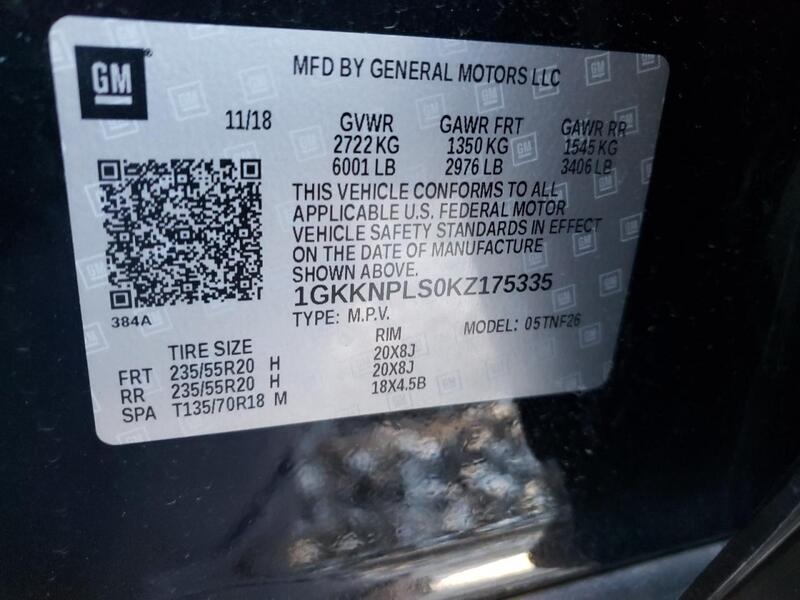 GM
MFD BY GENERAL MOTORS LLC
11/18 GVWR GAWR FRT GAWR RR
2722 KG 1350 KG 1545 KG
6001 LB 2976 LB 3406 LB
THIS VEHICLE CONFORMS TO ALL
APPLICABLE U.S. FEDERAL MOTOR
VEHICLE SAFETY STANDARDS IN EFFECT
ON THE DATE OF MANUFACTURE
SHOWN ABOVE.
1GKKNPLS0KZ175335
384A
TYPE: M.P.V. MODEL: 05TNF26
TIRE SIZE RIM
FRT 235/55R20 H 20X8J
RR 235/55R20 H 20X8J
SPA T135/70R18 M 18X4.5B